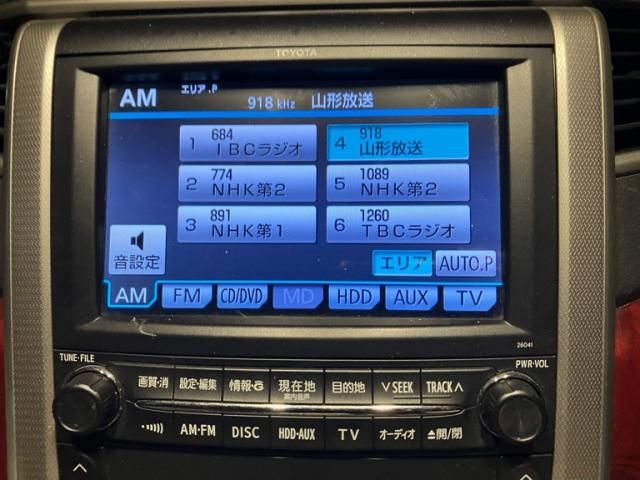 TOYOTA
エリア.P
AM 918 kHz 山形放送
684
1 IBCラジオ
918
4 山形放送
774
2 NHK第2
1089
5 NHK第2
891
3 NHK第1
1260
6 TBCラジオ
音設定
エリア AUTO.P
AM FM CD/DVD MD HDD AUX TV
26041
TUNE·FILE
PWR·VOL
画質·消 設定·編集 情報· 現在地 目的地 ∨SEEK TRACK∧
案内音声
AM·FM DISC HDD·AUX TV オーディオ ⏏開/閉